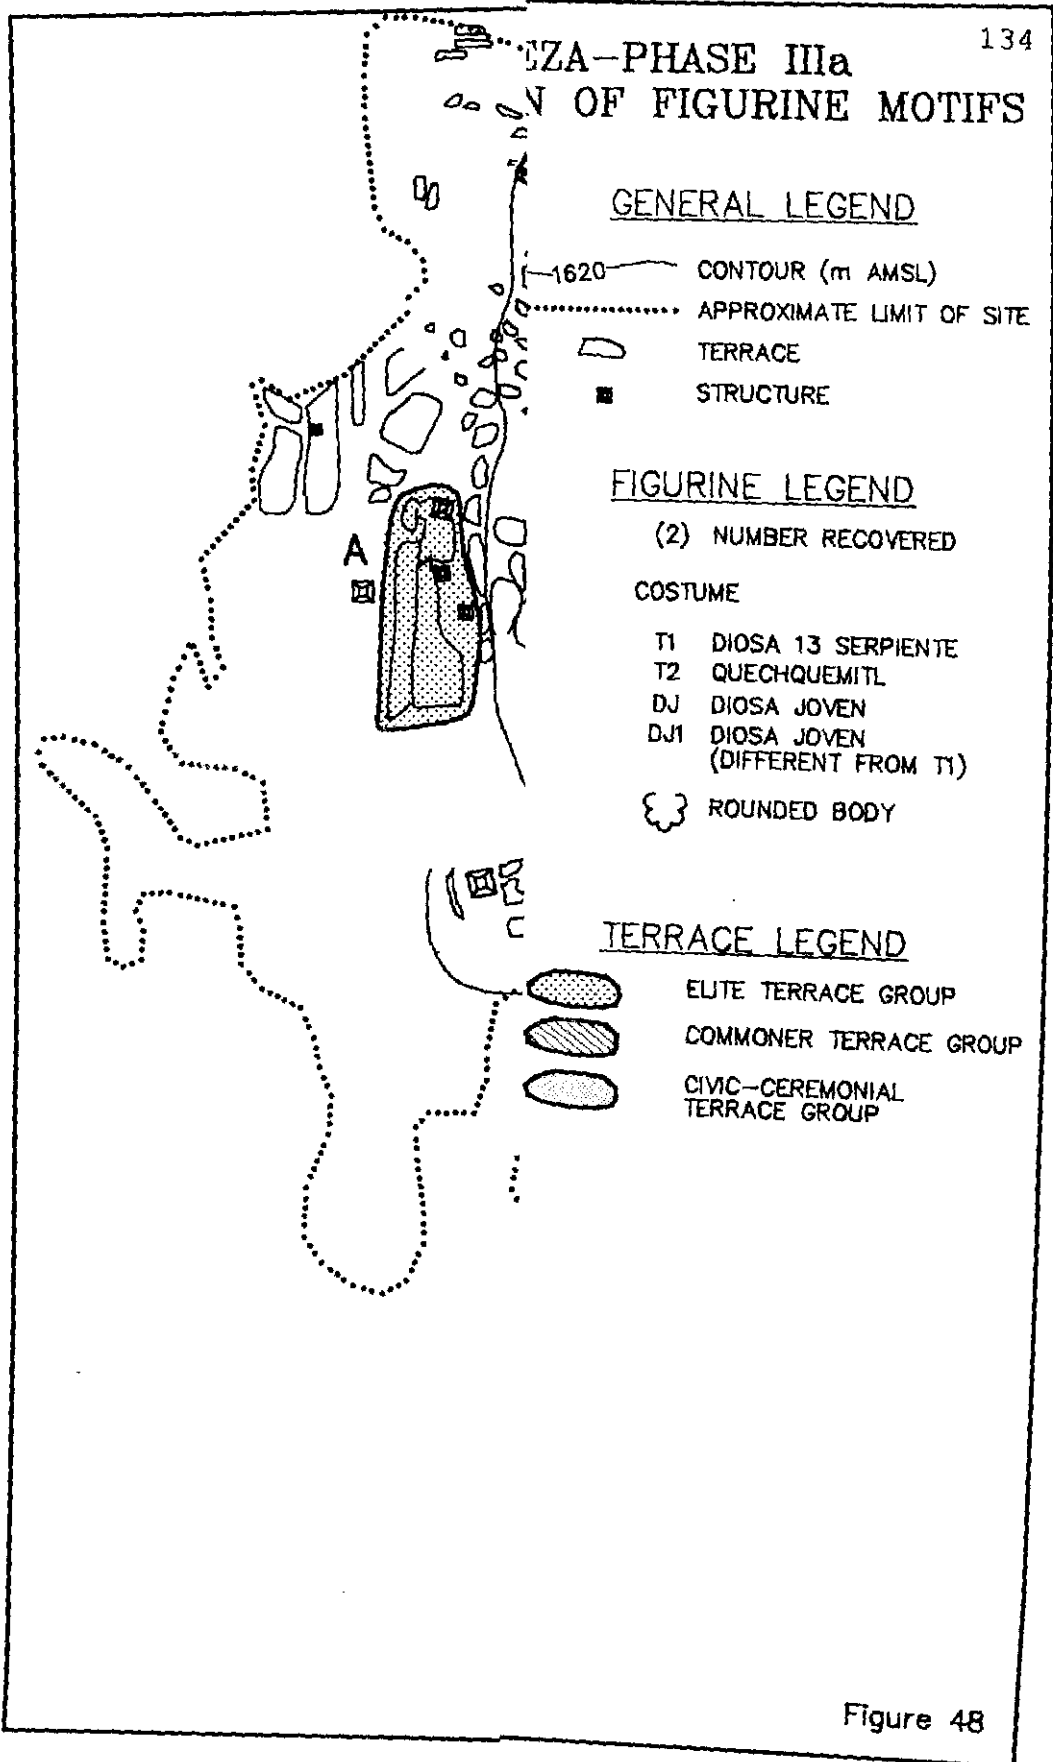 134
EZA-PHASE IIIa
N OF FIGURINE MOTIFS
GENERAL LEGEND
1620 CONTOUR (m AMSL)
APPROXIMATE LIMIT OF SITE
TERRACE
STRUCTURE
FIGURINE LEGEND
(2) NUMBER RECOVERED
COSTUME
T1 DIOSA 13 SERPIENTE
T2 QUECHQUEMITL
DJ DIOSA JOVEN
DJ1 DIOSA JOVEN
(DIFFERENT FROM T1)
ROUNDED BODY
A
TERRACE LEGEND
ELITE TERRACE GROUP
COMMONER TERRACE GROUP
CIVIC-CEREMONIAL
TERRACE GROUP
Figure 48